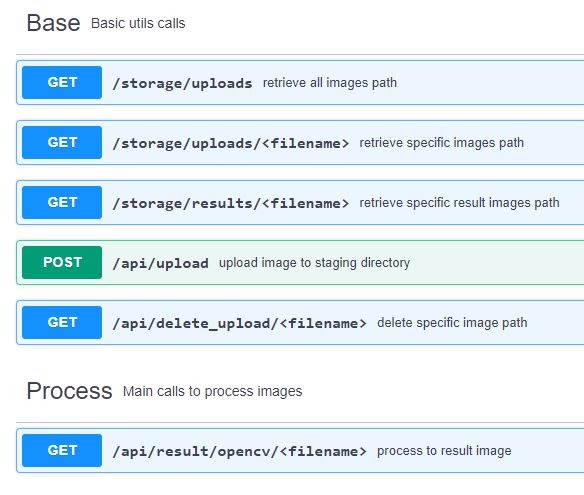 Base Basic utils calls
GET /storage/uploads retrieve all images path
GET /storage/uploads/<filename> retrieve specific images path
GET /storage/results/<filename> retrieve specific result images path
POST /api/upload upload image to staging directory
GET /api/delete_upload/<filename> delete specific image path
Process Main calls to process images
GET /api/result/opencv/<filename> process to result image